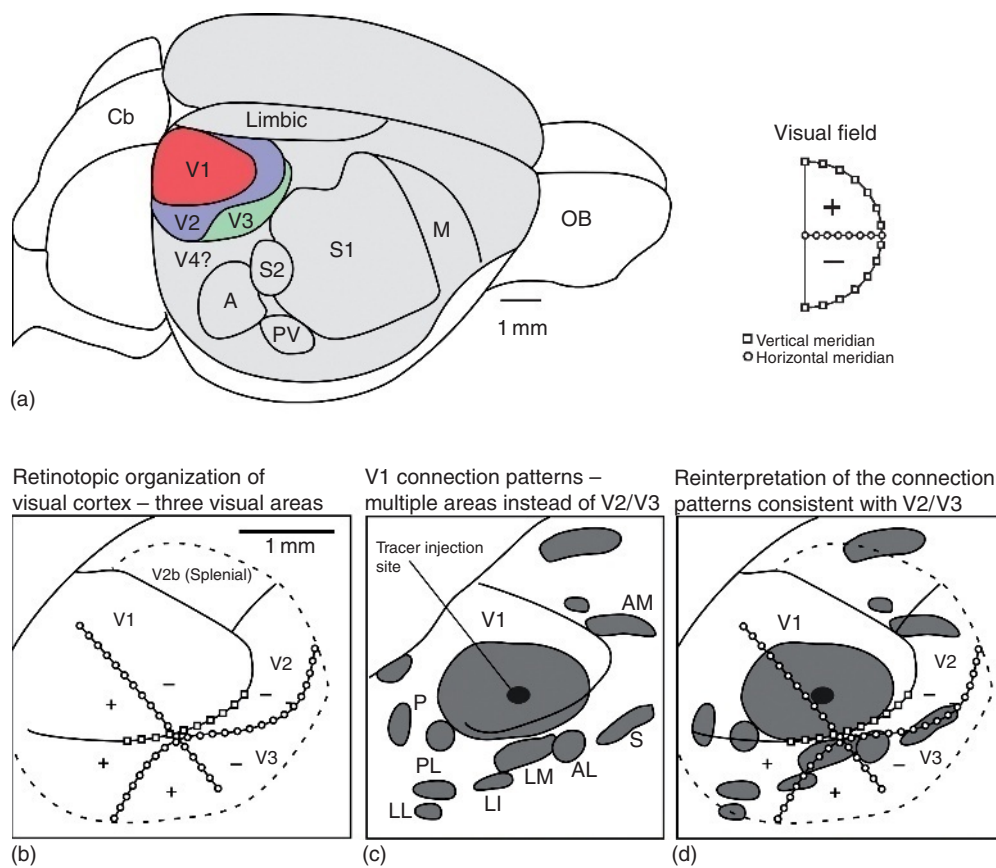 Cb
Limbic
V1
V2
V3
V4?
S2
S1
M
A
PV
OB
1 mm
(a)
Visual field
+
−
Vertical meridian
Horizontal meridian
Retinotopic organization of
visual cortex – three visual areas
1 mm
V2b (Splenial)
V1
V2
+
−
−
+
−
V3
+
(b)
V1 connection patterns –
multiple areas instead of V2/V3
Tracer injection
site
V1
AM
P
S
PL
LM
AL
LI
LL
(c)
Reinterpretation of the connection
patterns consistent with V2/V3
V1
V2
−
+
−
V3
+
(d)